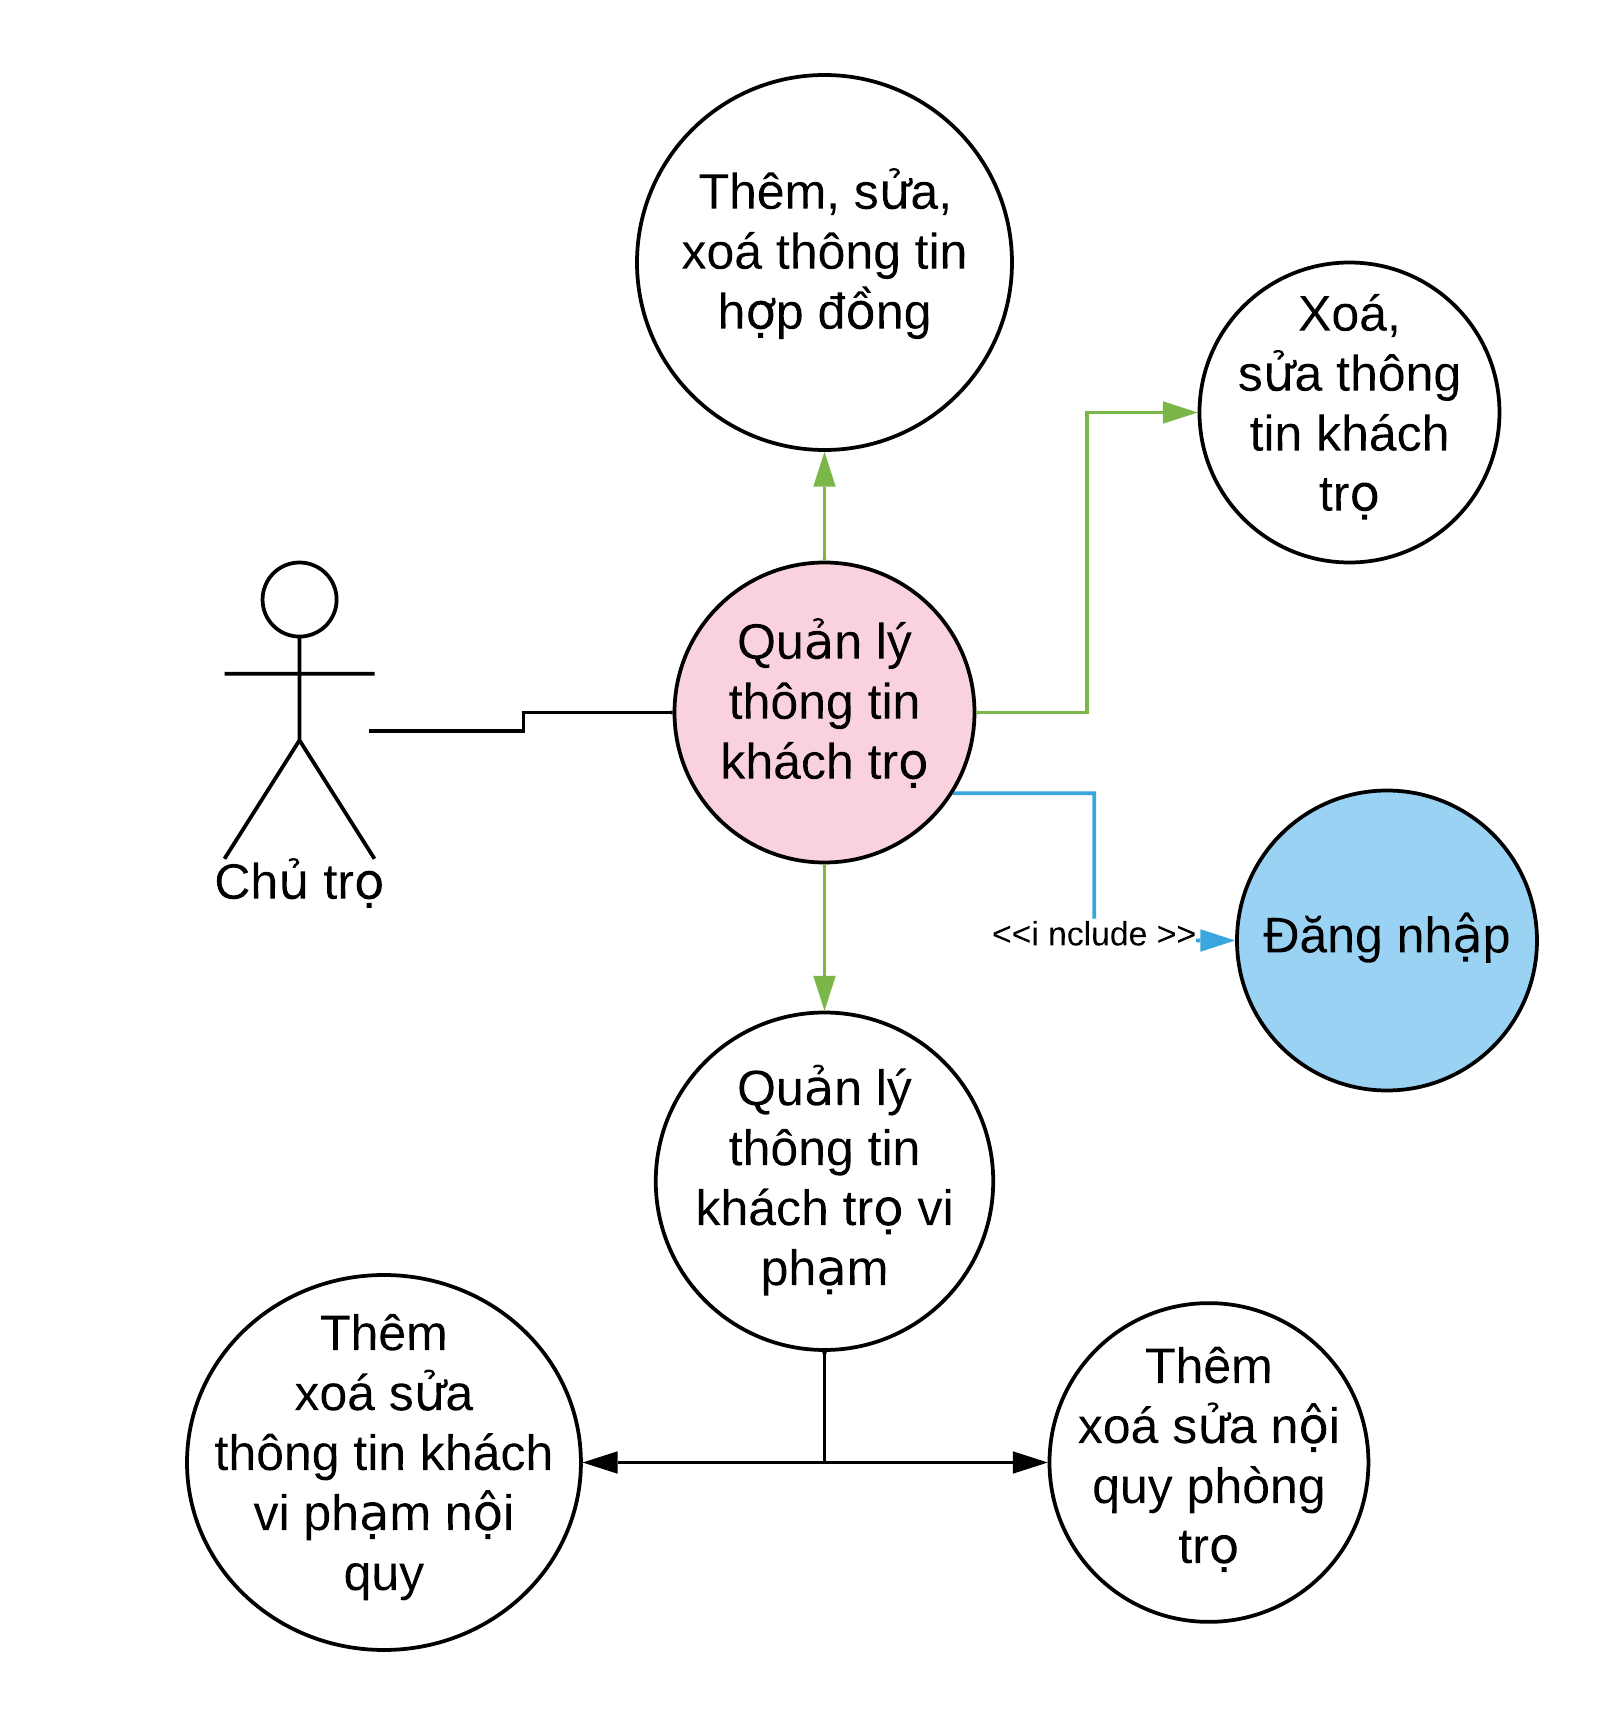 Thêm, sửa,
xoá thông tin
hợp đồng
Xoá,
sửa thông
tin khách
trọ
Quản lý
thông tin
khách trọ
Chủ trọ
<<i nclude >>
Đăng nhập
Quản lý
thông tin
khách trọ vi
phạm
Thêm
xoá sửa
thông tin khách
vi phạm nội
quy
Thêm
xoá sửa nội
quy phòng
trọ